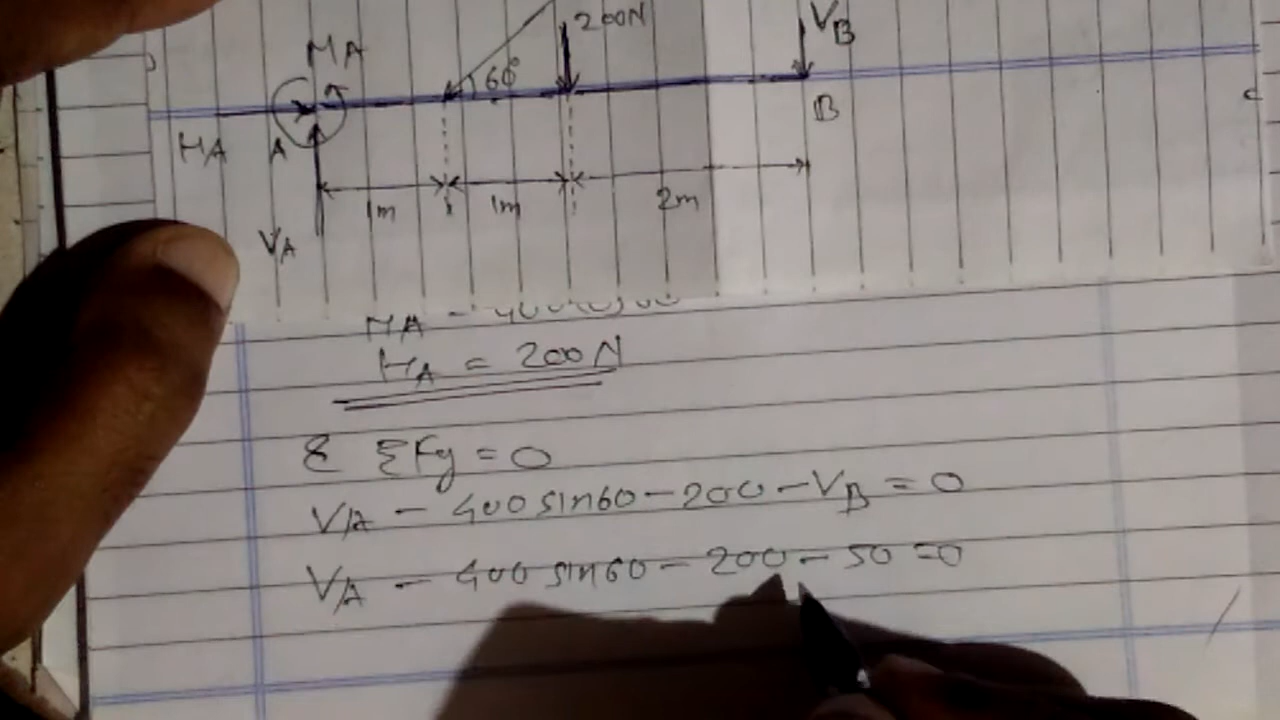 200N
VB
MA
60°
B
HA
A
1m
1m
2m
VA
HA = 200N
ΣFy = 0
VA - 400 sin60 - 200 - VB = 0
VA - 400 sin60 - 200 - 50 = 0